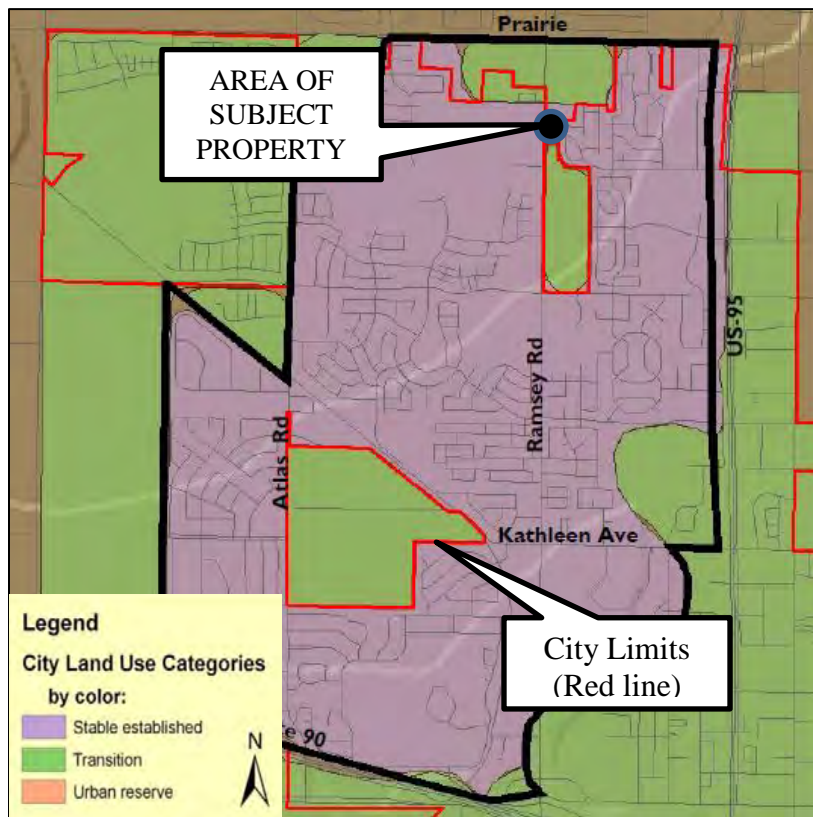 Prairie
AREA OF
SUBJECT
PROPERTY
US-95
Ramsey Rd
Atlas Rd
Kathleen Ave
City Limits
(Red line)
Legend
City Land Use Categories
by color:
Stable established
Transition
Urban reserve
N
90